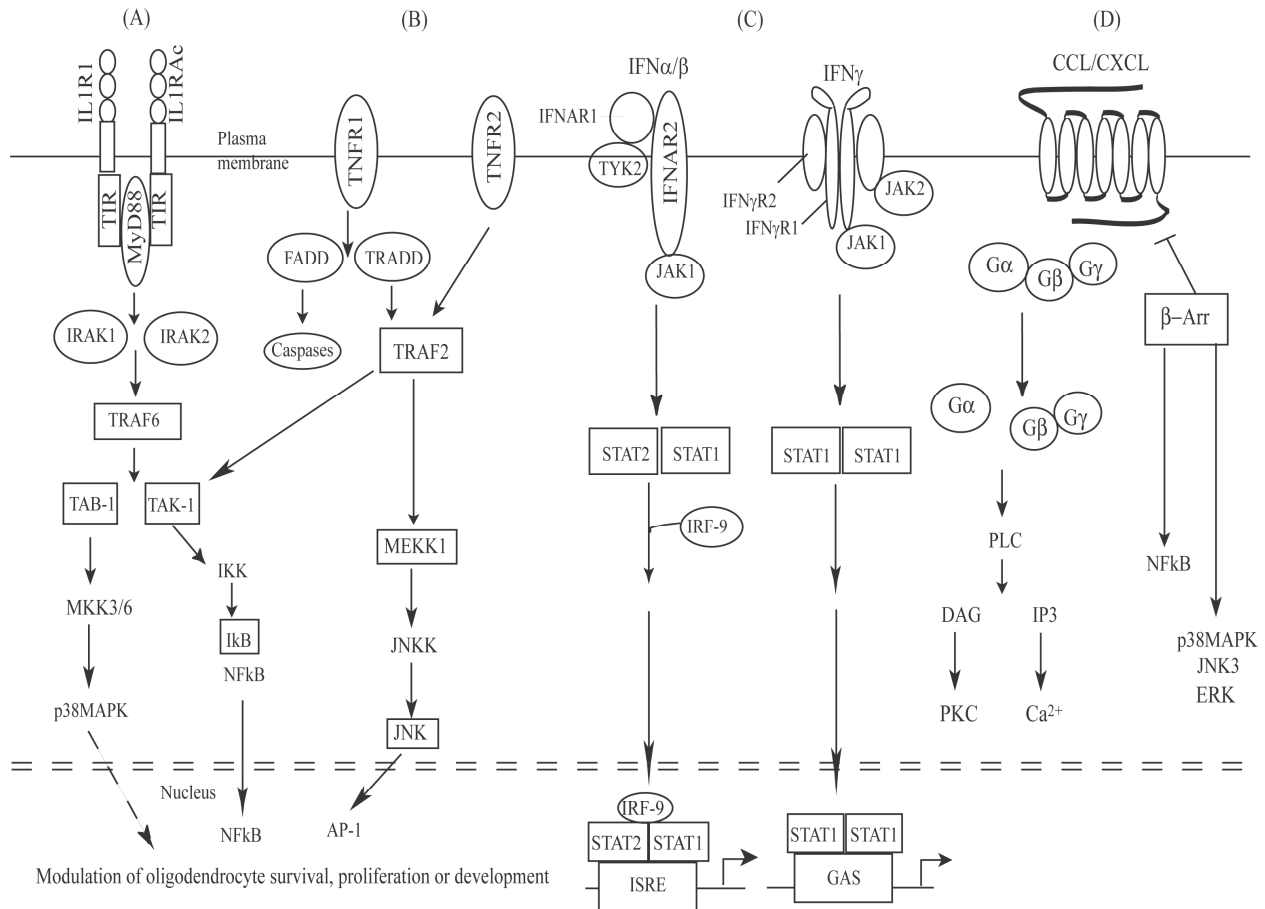 (A)
(B)
(C)
(D)
IL1R1
IL1RAc
TIR
MyD88
TIR
IRAK1
IRAK2
TRAF6
TAB-1
TAK-1
MKK3/6
p38MAPK
IKK
IkB
NFkB
Plasma
membrane
TNFR1
TNFR2
FADD
TRADD
Caspases
TRAF2
MEKK1
JNKK
JNK
Nucleus
NFkB
AP-1
Modulation of oligodendrocyte survival, proliferation or development
IFNα/β
IFNAR1
IFNAR2
TYK2
JAK1
STAT2
STAT1
IRF-9
IRF-9
STAT2
STAT1
ISRE
IFNγ
IFNγR2
IFNγR1
JAK2
JAK1
STAT1
STAT1
STAT1
STAT1
GAS
CCL/CXCL
Gα
Gβ
Gγ
Gα
Gβ
Gγ
PLC
DAG
IP3
PKC
Ca²⁺
β–Arr
NFkB
p38MAPK
JNK3
ERK